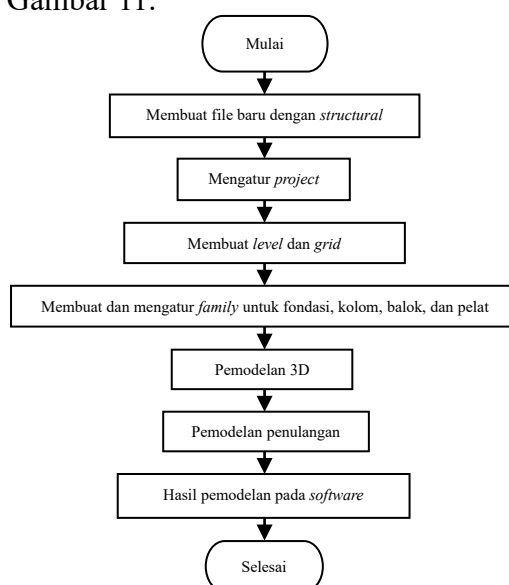 Gambar 11.
Mulai
Membuat file baru dengan structural
Mengatur project
Membuat level dan grid
Membuat dan mengatur family untuk fondasi, kolom, balok, dan pelat
Pemodelan 3D
Pemodelan penulangan
Hasil pemodelan pada software
Selesai